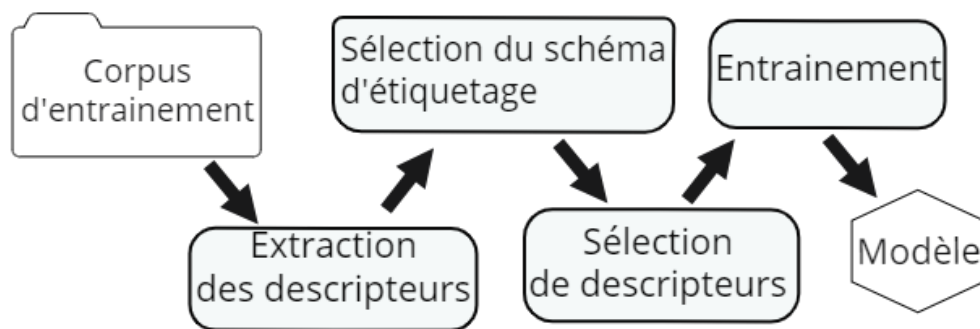 Corpus
d'entrainement
Extraction
des descripteurs
Sélection du schéma
d'étiquetage
Sélection
de descripteurs
Entrainement
Modèle